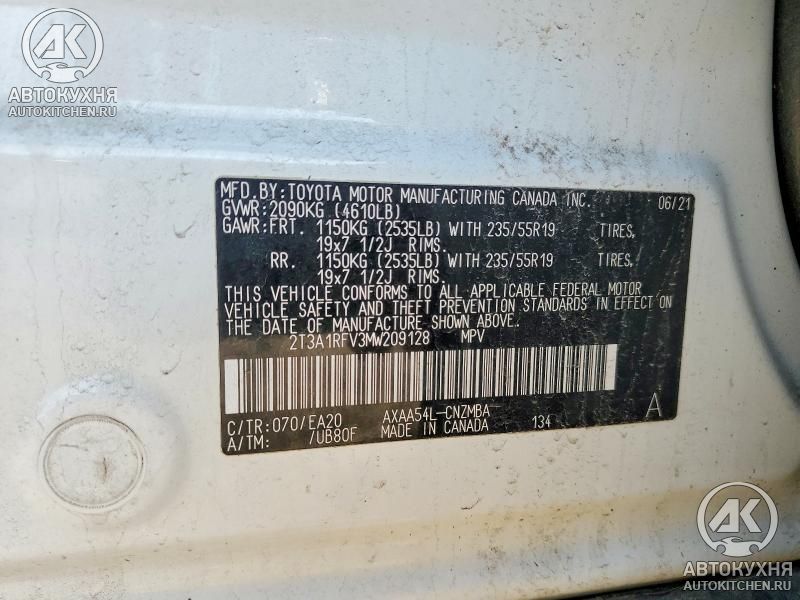 AK
АВТОКУХНЯ
AUTOKITCHEN.RU
MFD.BY:TOYOTA MOTOR MANUFACTURING CANADA INC. 06/21
GVWR:2090KG (4610LB)
GAWR:FRT. 1150KG (2535LB) WITH 235/55R19 TIRES,
19x7 1/2J RIMS.
RR. 1150KG (2535LB) WITH 235/55R19 TIRES,
19x7 1/2J RIMS.
THIS VEHICLE CONFORMS TO ALL APPLICABLE FEDERAL MOTOR
VEHICLE SAFETY AND THEFT PREVENTION STANDARDS IN EFFECT ON
THE DATE OF MANUFACTURE SHOWN ABOVE.
2T3A1RFV3MW209128 MPV
C/TR:070/EA20 AXAA54L-CNZMBA A
A/TM: /UB80F MADE IN CANADA 134
AK
АВТОКУХНЯ
AUTOKITCHEN.RU